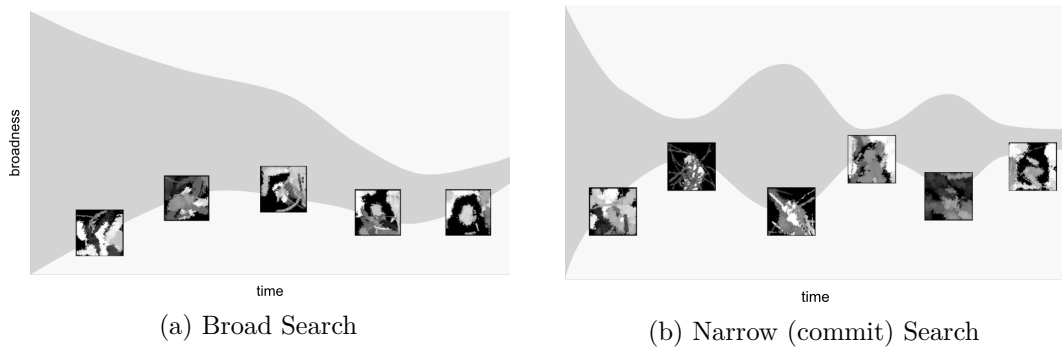 broadness
time
(a) Broad Search
time
(b) Narrow (commit) Search